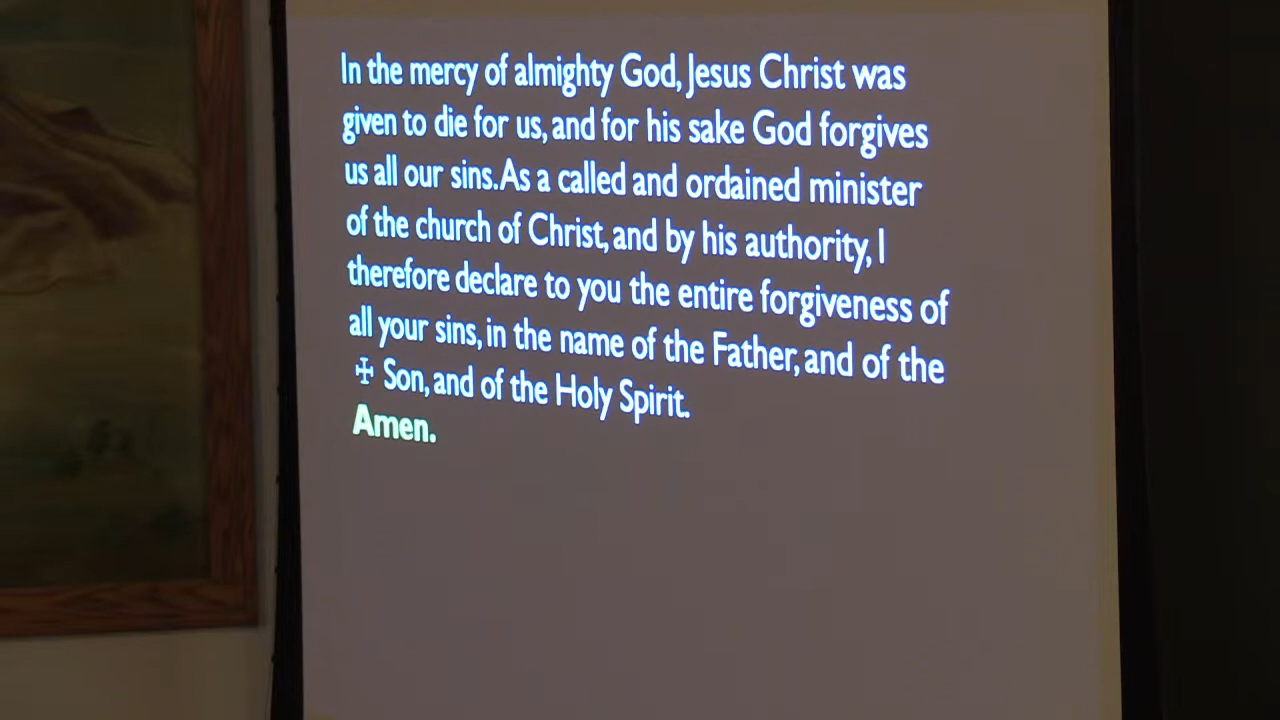 In the mercy of almighty God, Jesus Christ was
given to die for us, and for his sake God forgives
us all our sins. As a called and ordained minister
of the church of Christ, and by his authority, I
therefore declare to you the entire forgiveness of
all your sins, in the name of the Father, and of the
☩ Son, and of the Holy Spirit.
Amen.